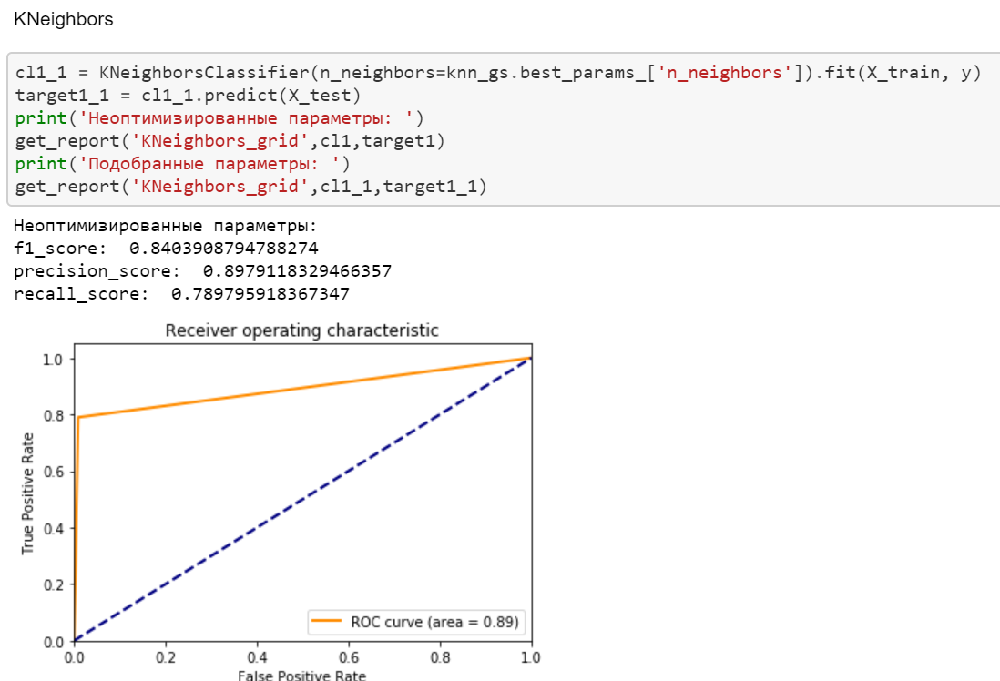 KNeighbors
cl1_1 = KNeighborsClassifier(n_neighbors=knn_gs.best_params_['n_neighbors']).fit(X_train, y)
target1_1 = cl1_1.predict(X_test)
print('Неоптимизированные параметры: ')
get_report('KNeighbors_grid',cl1,target1)
print('Подобранные параметры: ')
get_report('KNeighbors_grid',cl1_1,target1_1)
Неоптимизированные параметры:
f1_score:  0.8403908794788274
precision_score:  0.8979118329466357
recall_score:  0.789795918367347
Receiver operating characteristic
1.0
0.8
0.6
0.4
0.2
0.0
True Positive Rate
ROC curve (area = 0.89)
0.0 0.2 0.4 0.6 0.8 1.0
False Positive Rate